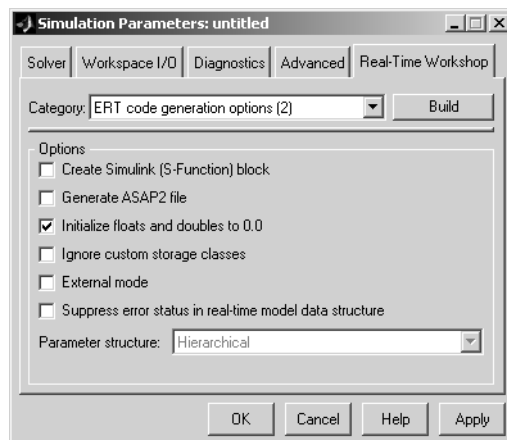 Simulation Parameters: untitled
Solver Workspace I/O Diagnostics Advanced Real-Time Workshop
Category: ERT code generation options (2) Build
Options
Create Simulink (S-Function) block
Generate ASAP2 file
Initialize floats and doubles to 0.0
Ignore custom storage classes
External mode
Suppress error status in real-time model data structure
Parameter structure: Hierarchical
OK Cancel Help Apply